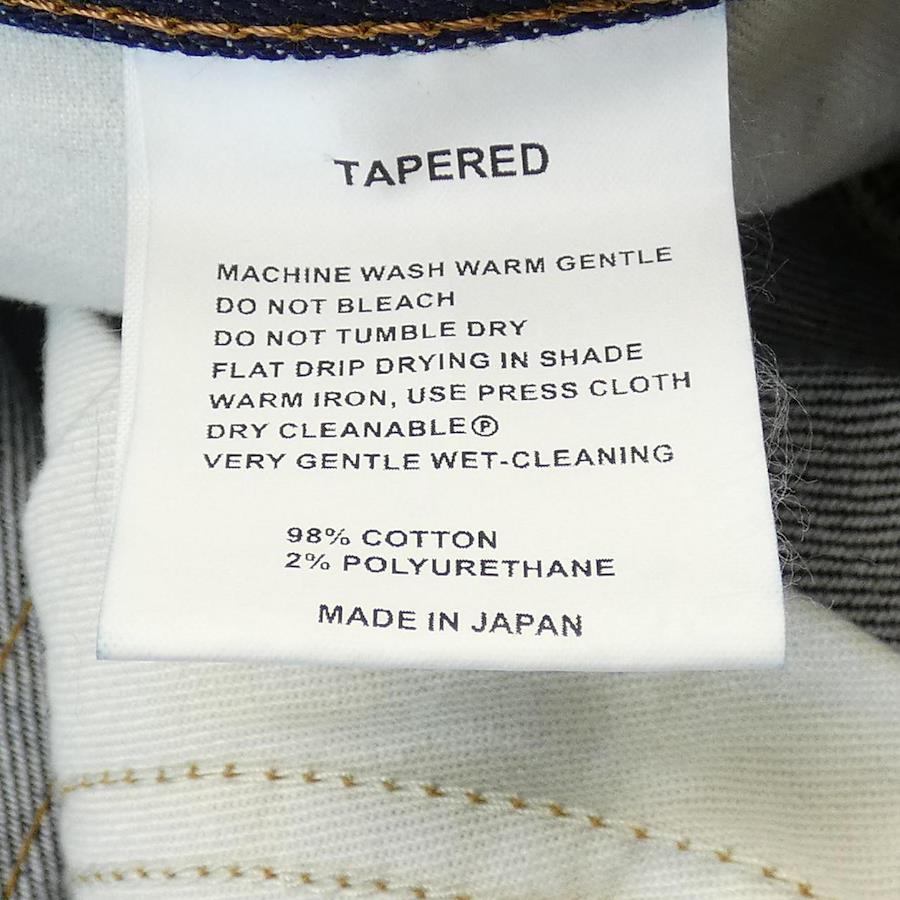 TAPERED
MACHINE WASH WARM GENTLE
DO NOT BLEACH
DO NOT TUMBLE DRY
FLAT DRIP DRYING IN SHADE
WARM IRON, USE PRESS CLOTH
DRY CLEANABLEⓅ
VERY GENTLE WET-CLEANING
98% COTTON
2% POLYURETHANE
MADE IN JAPAN